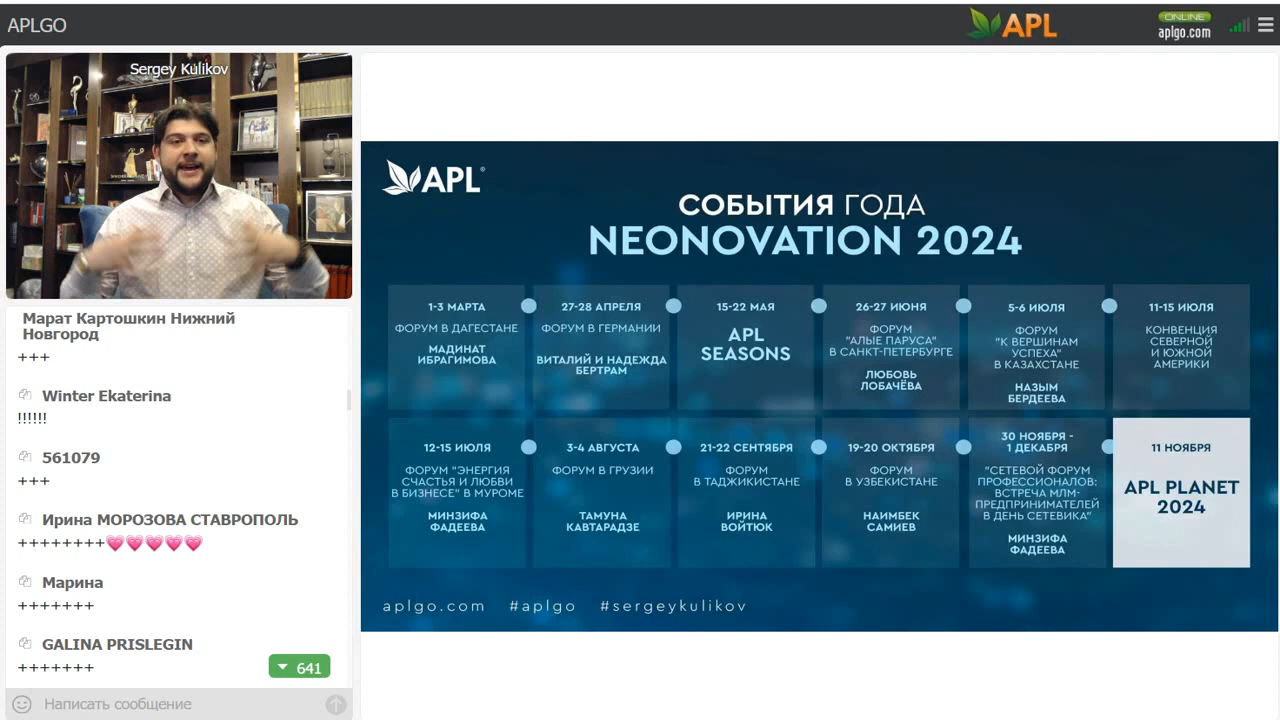 APLGO
APL
ONLINE
aplgo.com
Sergey Kulikov
Марат Картошкин Нижний
Новгород
+++
Winter Ekaterina
!!!!!!
561079
+++
Ирина МОРОЗОВА СТАВРОПОЛЬ
++++++++💗💗💗💗💗
Марина
+++++++
GALINA PRISLEGIN
+++++++
641
Написать сообщение
APL®
СОБЫТИЯ ГОДА
NEONOVATION 2024
1-3 МАРТА
ФОРУМ В ДАГЕСТАНЕ
МАДИНАТ
ИБРАГИМОВА
27-28 АПРЕЛЯ
ФОРУМ В ГЕРМАНИИ
ВИТАЛИЙ И НАДЕЖДА
БЕРТРАМ
15-22 МАЯ
APL
SEASONS
26-27 ИЮНЯ
ФОРУМ
"АЛЫЕ ПАРУСА"
В САНКТ-ПЕТЕРБУРГЕ
ЛЮБОВЬ
ЛОБАЧЁВА
5-6 ИЮЛЯ
ФОРУМ
"К ВЕРШИНАМ
УСПЕХА"
В КАЗАХСТАНЕ
НАЗЫМ
БЕРДЕЕВА
11-15 ИЮЛЯ
КОНВЕНЦИЯ
СЕВЕРНОЙ
И ЮЖНОЙ
АМЕРИКИ
12-15 ИЮЛЯ
ФОРУМ "ЭНЕРГИЯ
СЧАСТЬЯ И ЛЮБВИ
В БИЗНЕСЕ" В МУРОМЕ
МИНЗИФА
ФАДЕЕВА
3-4 АВГУСТА
ФОРУМ В ГРУЗИИ
ТАМУНА
КАВТАРАДЗЕ
21-22 СЕНТЯБРЯ
ФОРУМ
В ТАДЖИКИСТАНЕ
ИРИНА
ВОЙТЮК
19-20 ОКТЯБРЯ
ФОРУМ
В УЗБЕКИСТАНЕ
НАИМБЕК
САМИЕВ
30 НОЯБРЯ -
1 ДЕКАБРЯ
"СЕТЕВОЙ ФОРУМ
ПРОФЕССИОНАЛОВ:
ВСТРЕЧА МЛМ-
ПРЕДПРИНИМАТЕЛЕЙ
В ДЕНЬ СЕТЕВИКА"
МИНЗИФА
ФАДЕЕВА
11 НОЯБРЯ
APL PLANET
2024
aplgo.com #aplgo #sergeykulikov